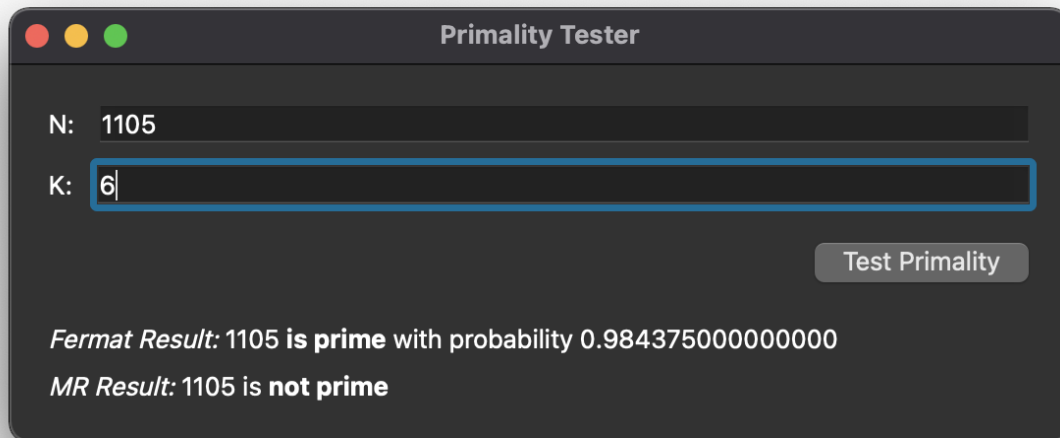 Primality Tester
N: 1105
K: 6
Test Primality
Fermat Result: 1105 is prime with probability 0.984375000000000
MR Result: 1105 is not prime